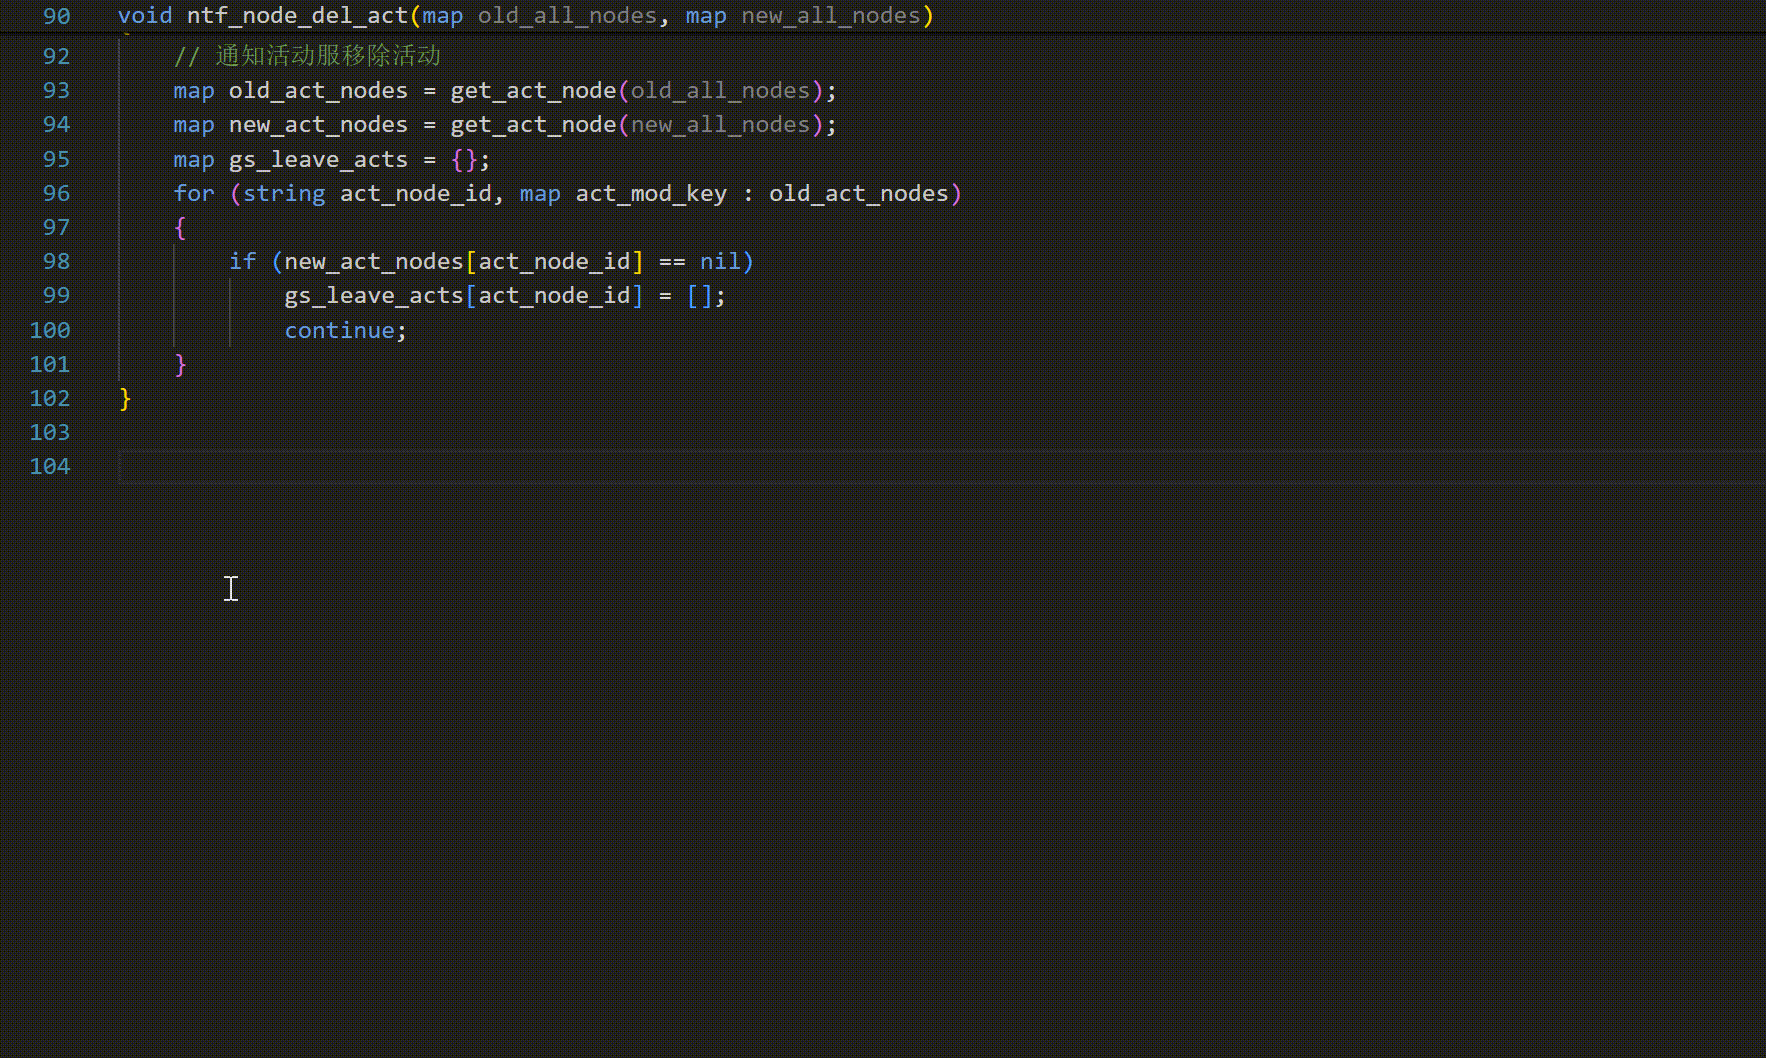 90 void ntf_node_del_act(map old_all_nodes, map new_all_nodes)
92 // 通知活动服移除活动
93 map old_act_nodes = get_act_node(old_all_nodes);
94 map new_act_nodes = get_act_node(new_all_nodes);
95 map gs_leave_acts = {};
96 for (string act_node_id, map act_mod_key : old_act_nodes)
97 {
98 if (new_act_nodes[act_node_id] == nil)
99 gs_leave_acts[act_node_id] = [];
100 continue;
101 }
102 }
103
104